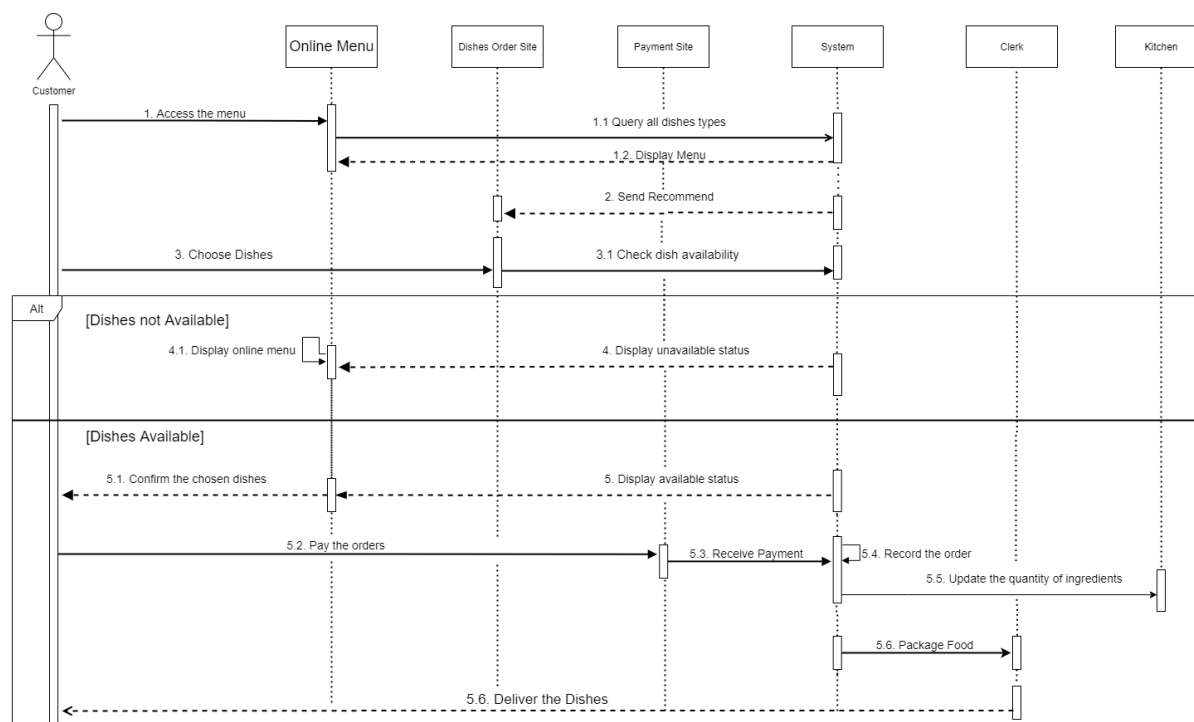 Online Menu
Dishes Order Site
Payment Site
System
Clerk
Kitchen
Customer
1. Access the menu
1.1 Query all dishes types
1.2. Display Menu
2. Send Recommend
3. Choose Dishes
3.1 Check dish availability
Alt
[Dishes not Available]
4.1. Display online menu
4. Display unavailable status
[Dishes Available]
5.1. Confirm the chosen dishes
5. Display available status
5.2. Pay the orders
5.3. Receive Payment
5.4. Record the order
5.5. Update the quantity of ingredients
5.6. Package Food
5.6. Deliver the Dishes